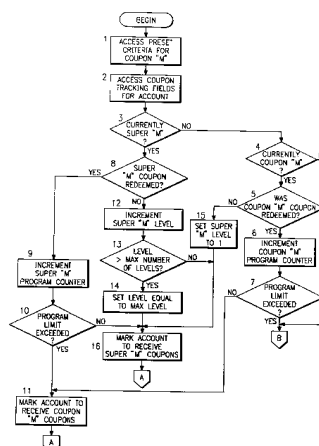 BEGIN
1
ACCESS PRESET
CRITERIA FOR
COUPON "M"
2
ACCESS COUPON
TRACKING FIELDS
FOR ACCOUNT
3
CURRENTLY
SUPER "M"
?
NO
YES
4
CURRENTLY
COUPON "M"
?
YES
8
SUPER
"M" COUPON
REDEEMED?
YES
NO
5
WAS
COUPON "M" COUPON
REDEEMED?
NO
YES
12
INCREMENT
SUPER "M" LEVEL
15
SET SUPER
"M" LEVEL
TO 1
6
INCREMENT
COUPON "M"
PROGRAM COUNTER
9
INCREMENT
SUPER "M"
PROGRAM COUNTER
13
LEVEL
> MAX NUMBER
OF LEVELS?
NO
YES
7
PROGRAM
LIMIT
EXCEEDED
?
NO
YES
14
SET LEVEL EQUAL
TO MAX LEVEL
10
PROGRAM
LIMIT
EXCEEDED
?
NO
YES
16
MARK ACCOUNT
TO RECEIVE
SUPER "M" COUPONS
B
A
11
MARK ACCOUNT TO
RECEIVE COUPON
"M" COUPONS
A